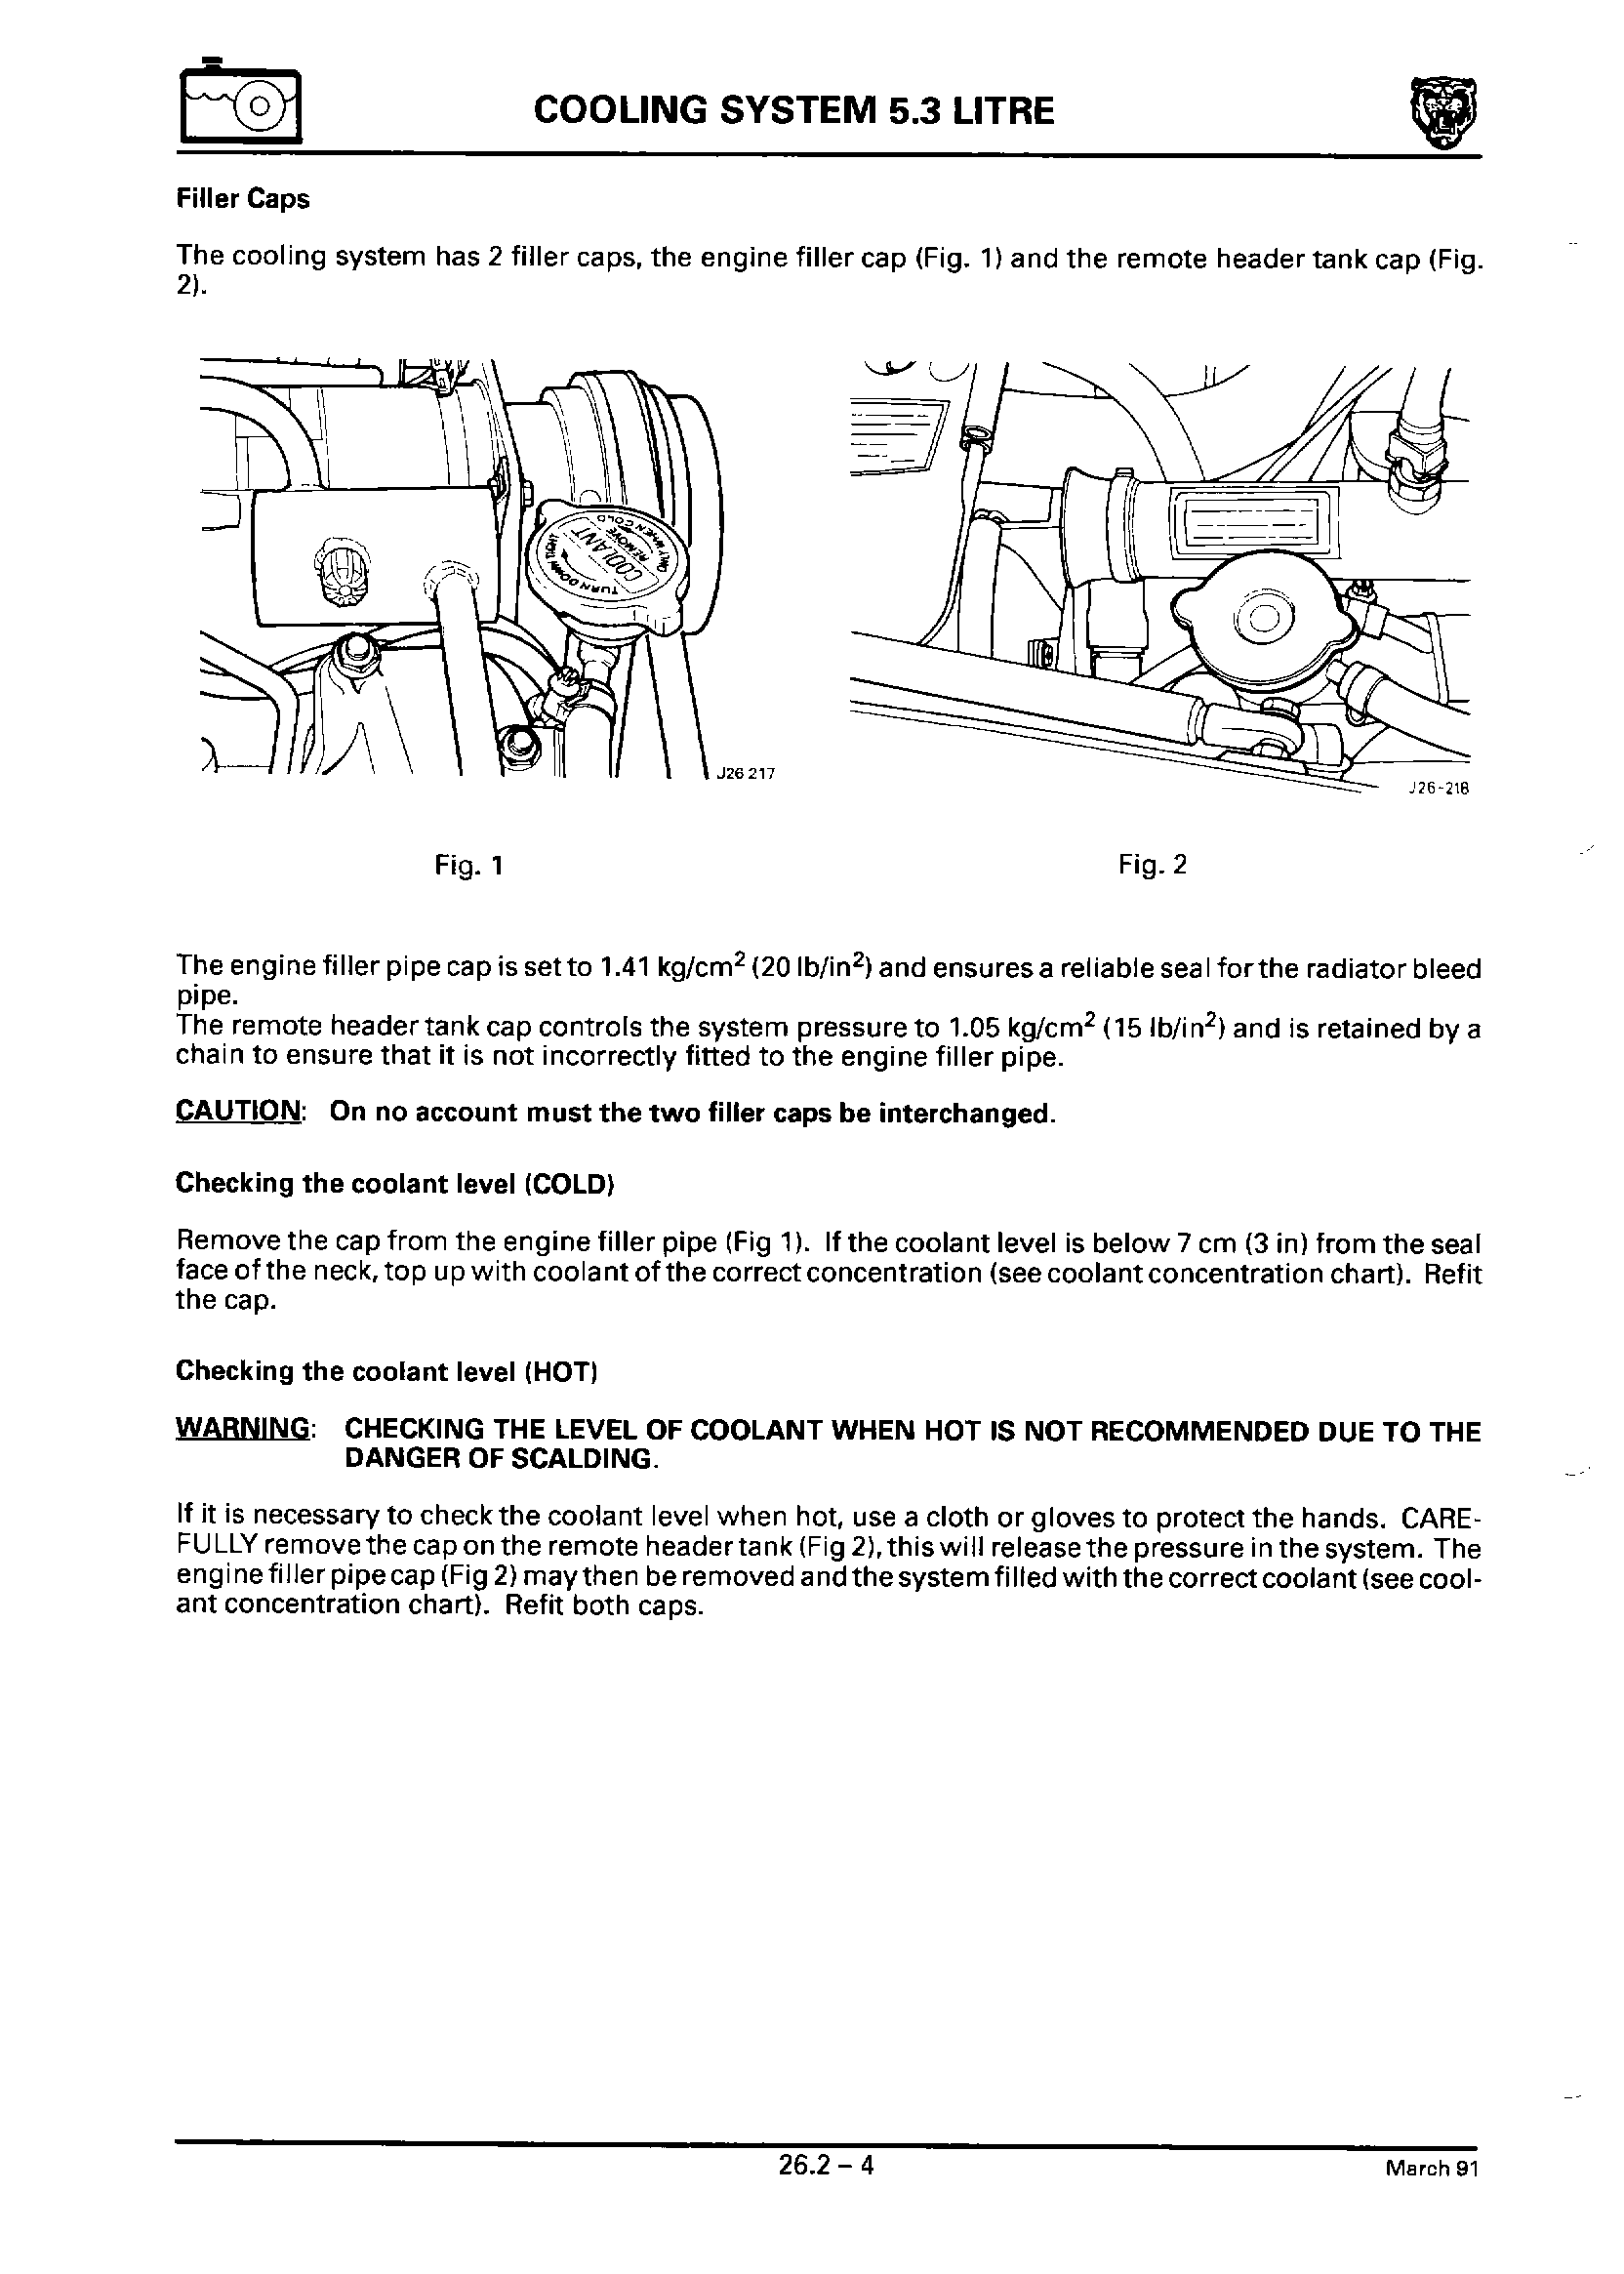 COOLING SYSTEM 5.3 LITRE
Filler Caps
The cooling system has 2 filler caps, the engine filler cap (Fig. 1) and the remote header tank cap (Fig.
2).
COOLANT
REMOVE
ONLY WHEN COLD
TURN DOWN TIGHT
J26 217
J26-218
Fig. 1
Fig. 2
The engine filler pipe cap is set to 1.41 kg/cm² (20 lb/in²) and ensures a reliable seal for the radiator bleed
pipe.
The remote header tank cap controls the system pressure to 1.05 kg/cm² (15 lb/in²) and is retained by a
chain to ensure that it is not incorrectly fitted to the engine filler pipe.
CAUTION: On no account must the two filler caps be interchanged.
Checking the coolant level (COLD)
Remove the cap from the engine filler pipe (Fig 1). If the coolant level is below 7 cm (3 in) from the seal
face of the neck, top up with coolant of the correct concentration (see coolant concentration chart). Refit
the cap.
Checking the coolant level (HOT)
WARNING: CHECKING THE LEVEL OF COOLANT WHEN HOT IS NOT RECOMMENDED DUE TO THE
DANGER OF SCALDING.
If it is necessary to check the coolant level when hot, use a cloth or gloves to protect the hands. CARE-
FULLY remove the cap on the remote header tank (Fig 2), this will release the pressure in the system. The
engine filler pipe cap (Fig 2) may then be removed and the system filled with the correct coolant (see cool-
ant concentration chart). Refit both caps.
26.2 – 4
March 91